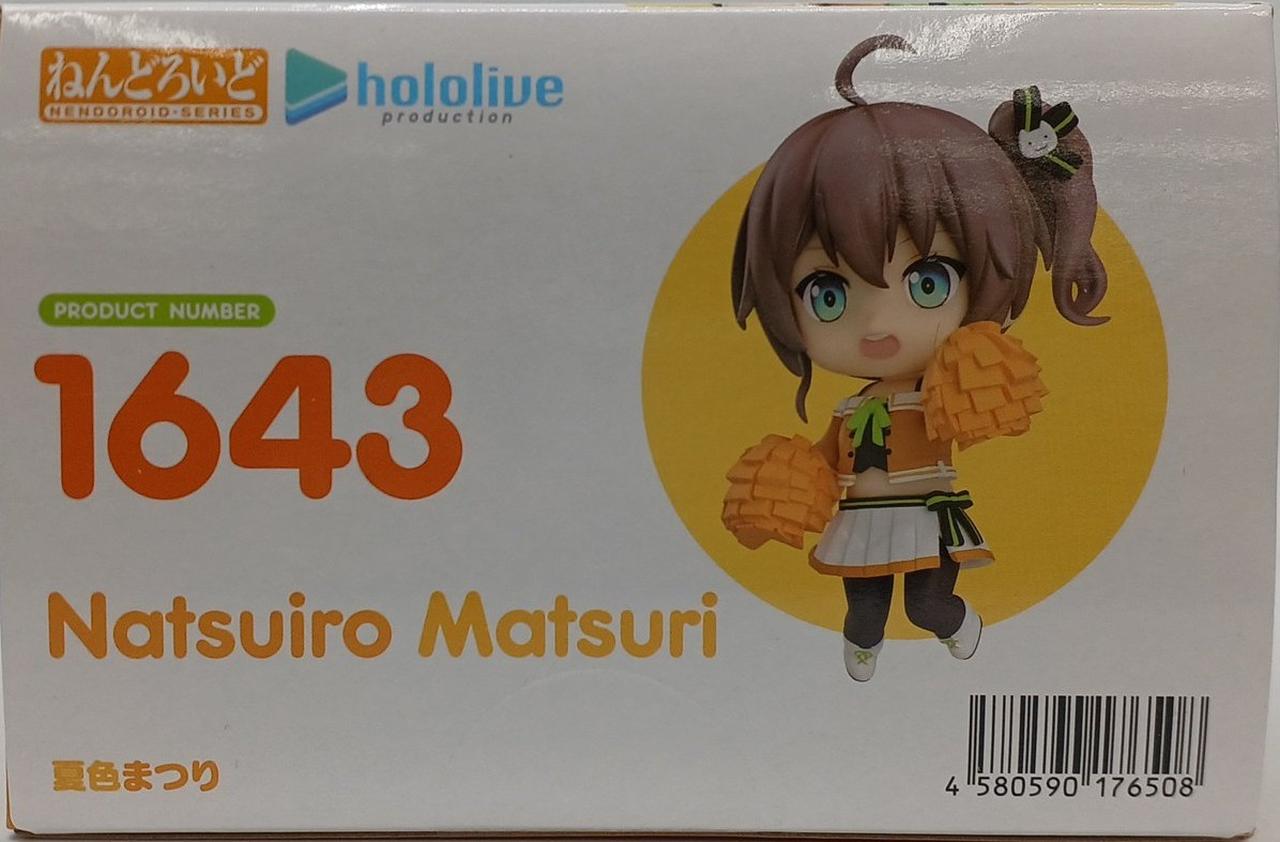 ねんどろいど
NENDOROID·SERIES
hololive
production
PRODUCT NUMBER
1643
Natsuiro Matsuri
夏色まつり
4 580590 176508